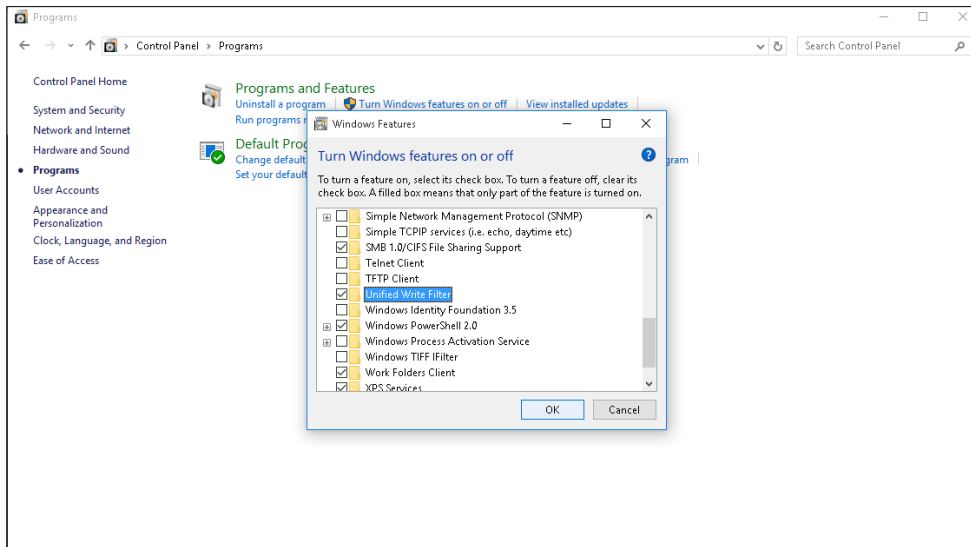 Programs
Control Panel > Programs
Search Control Panel
Control Panel Home
System and Security
Network and Internet
Hardware and Sound
Programs
User Accounts
Appearance and
Personalization
Clock, Language, and Region
Ease of Access
Programs and Features
Uninstall a program
Turn Windows features on or off
View installed updates
Run programs
Default Prog
Change default
gram
Set your default
Windows Features
Turn Windows features on or off
To turn a feature on, select its check box. To turn a feature off, clear its
check box. A filled box means that only part of the feature is turned on.
Simple Network Management Protocol (SNMP)
Simple TCPIP services (i.e. echo, daytime etc)
SMB 1.0/CIFS File Sharing Support
Telnet Client
TFTP Client
Unified Write Filter
Windows Identity Foundation 3.5
Windows PowerShell 2.0
Windows Process Activation Service
Windows TIFF IFilter
Work Folders Client
XPS Services
OK
Cancel